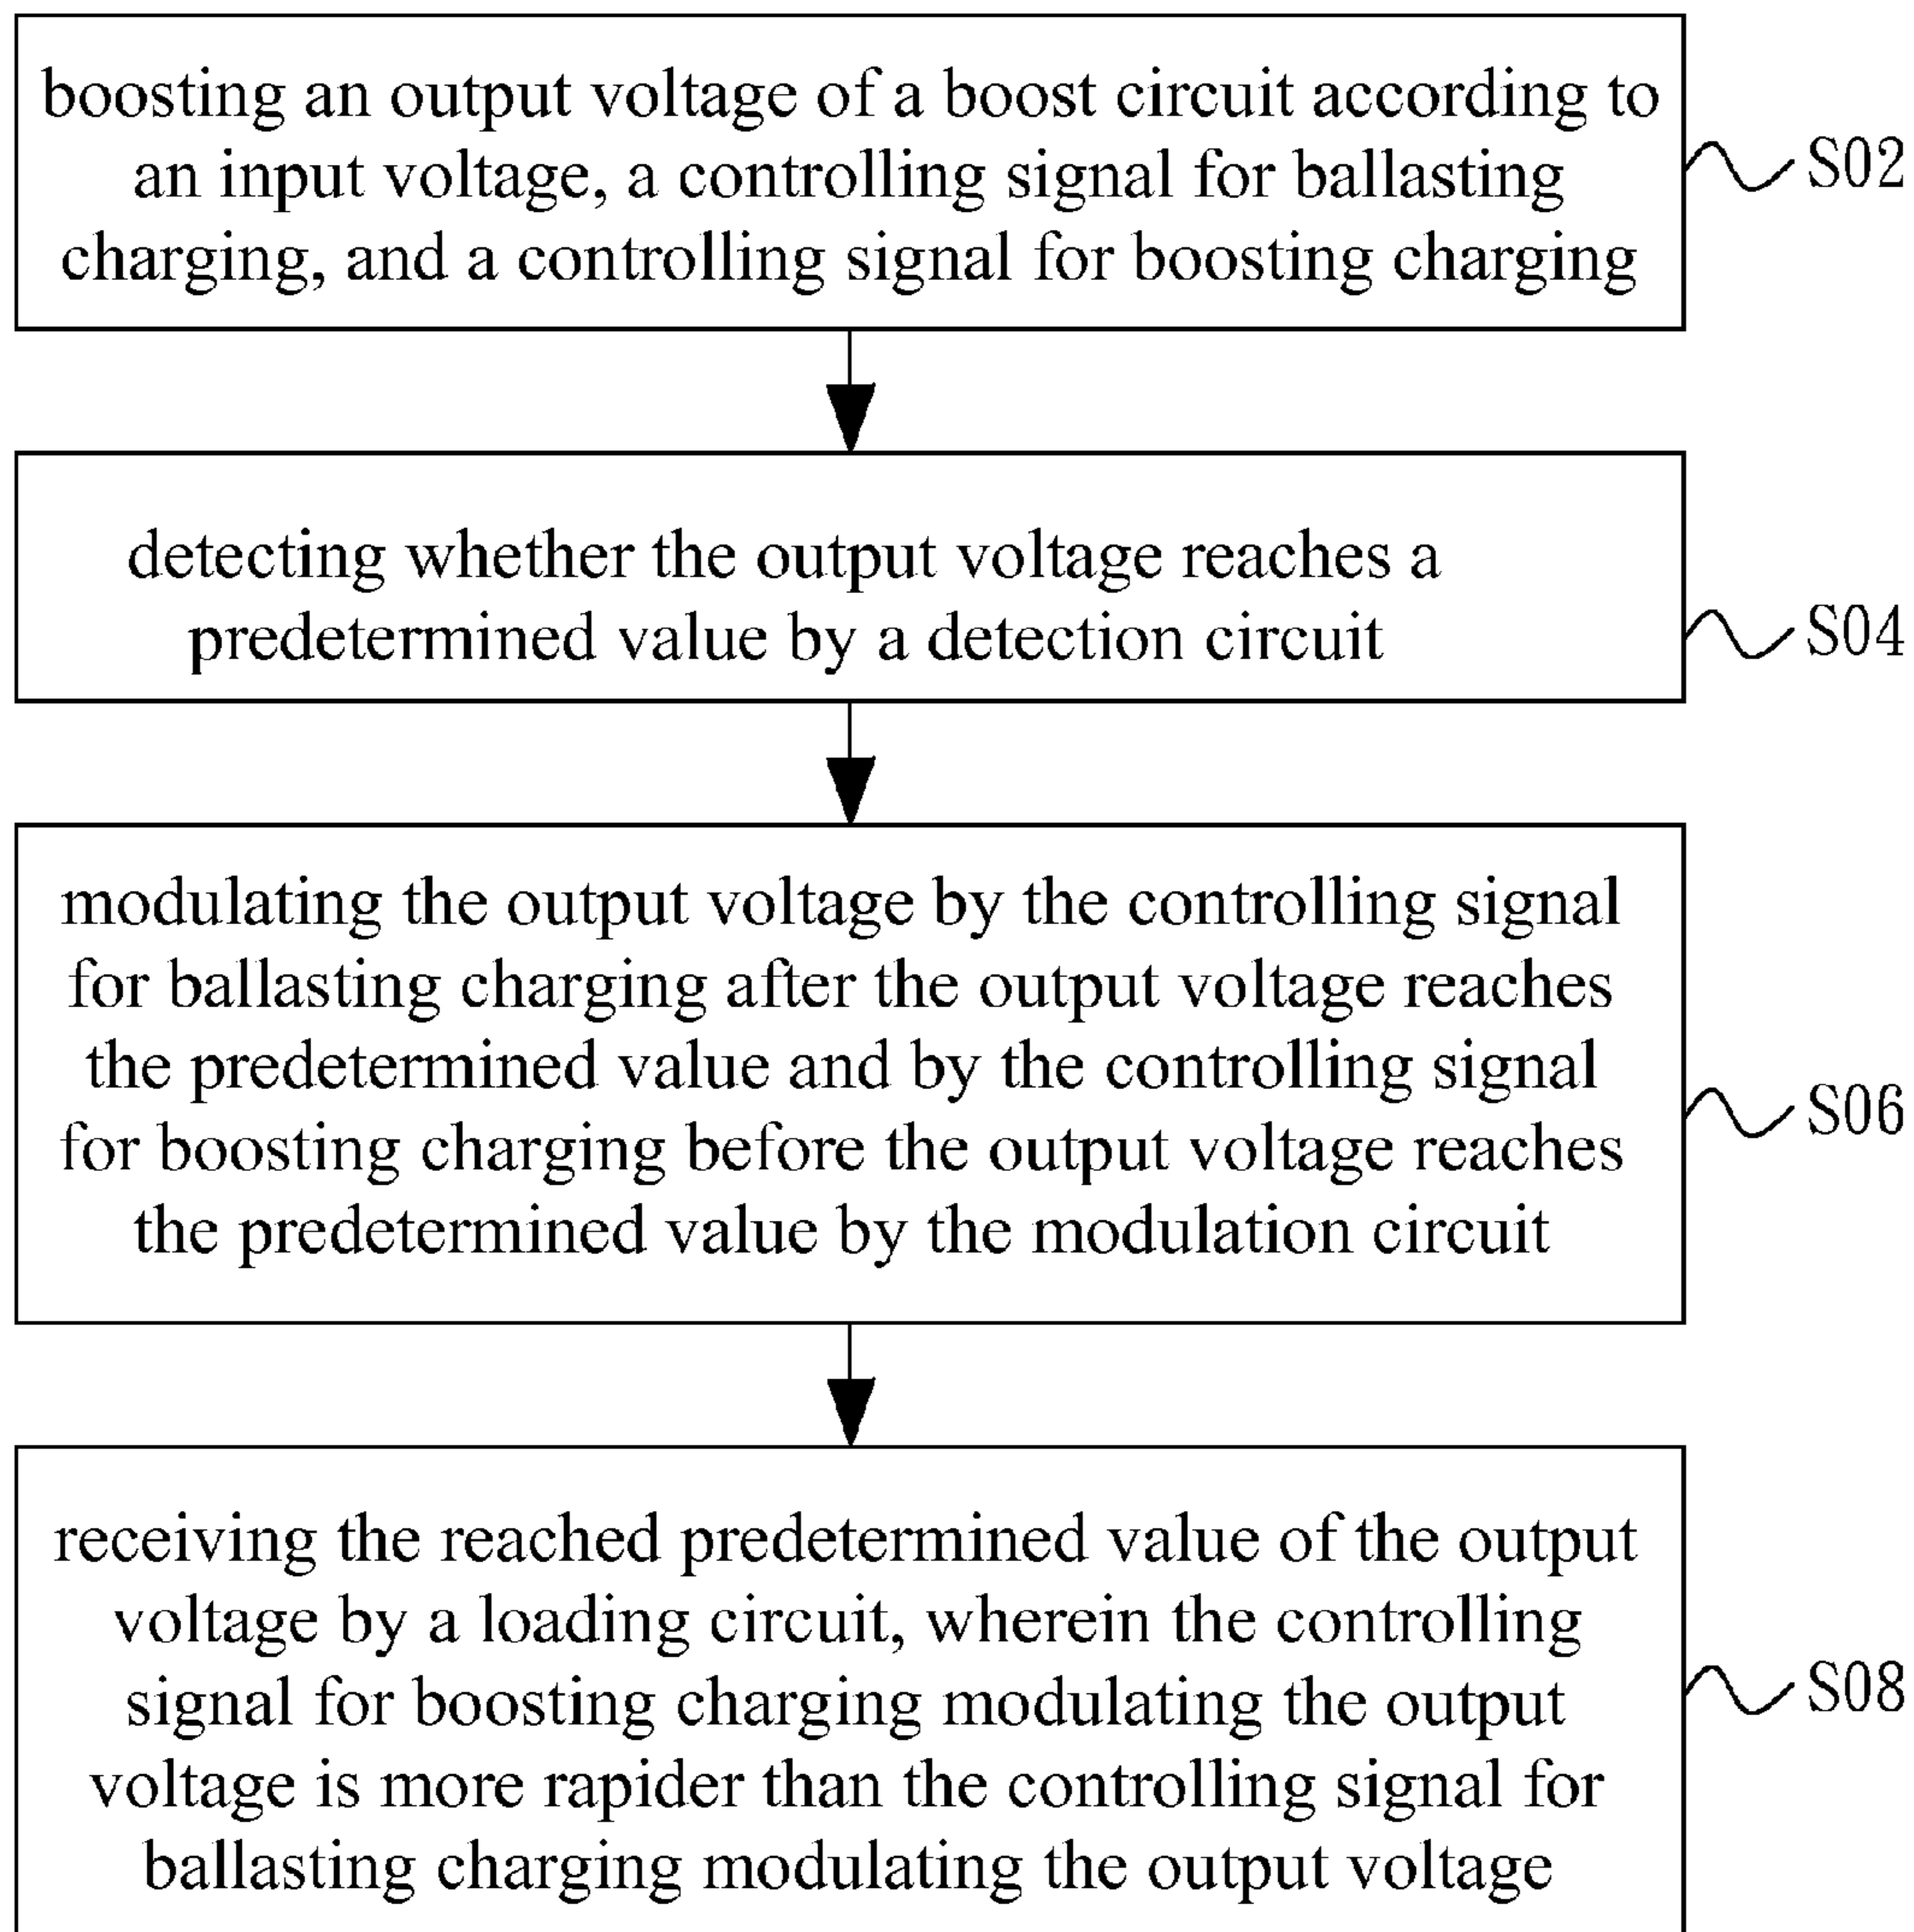 boosting an output voltage of a boost circuit according to
an input voltage, a controlling signal for ballasting
charging, and a controlling signal for boosting charging
S02
detecting whether the output voltage reaches a
predetermined value by a detection circuit
S04
modulating the output voltage by the controlling signal
for ballasting charging after the output voltage reaches
the predetermined value and by the controlling signal
for boosting charging before the output voltage reaches
the predetermined value by the modulation circuit
S06
receiving the reached predetermined value of the output
voltage by a loading circuit, wherein the controlling
signal for boosting charging modulating the output
voltage is more rapider than the controlling signal for
ballasting charging modulating the output voltage
S08